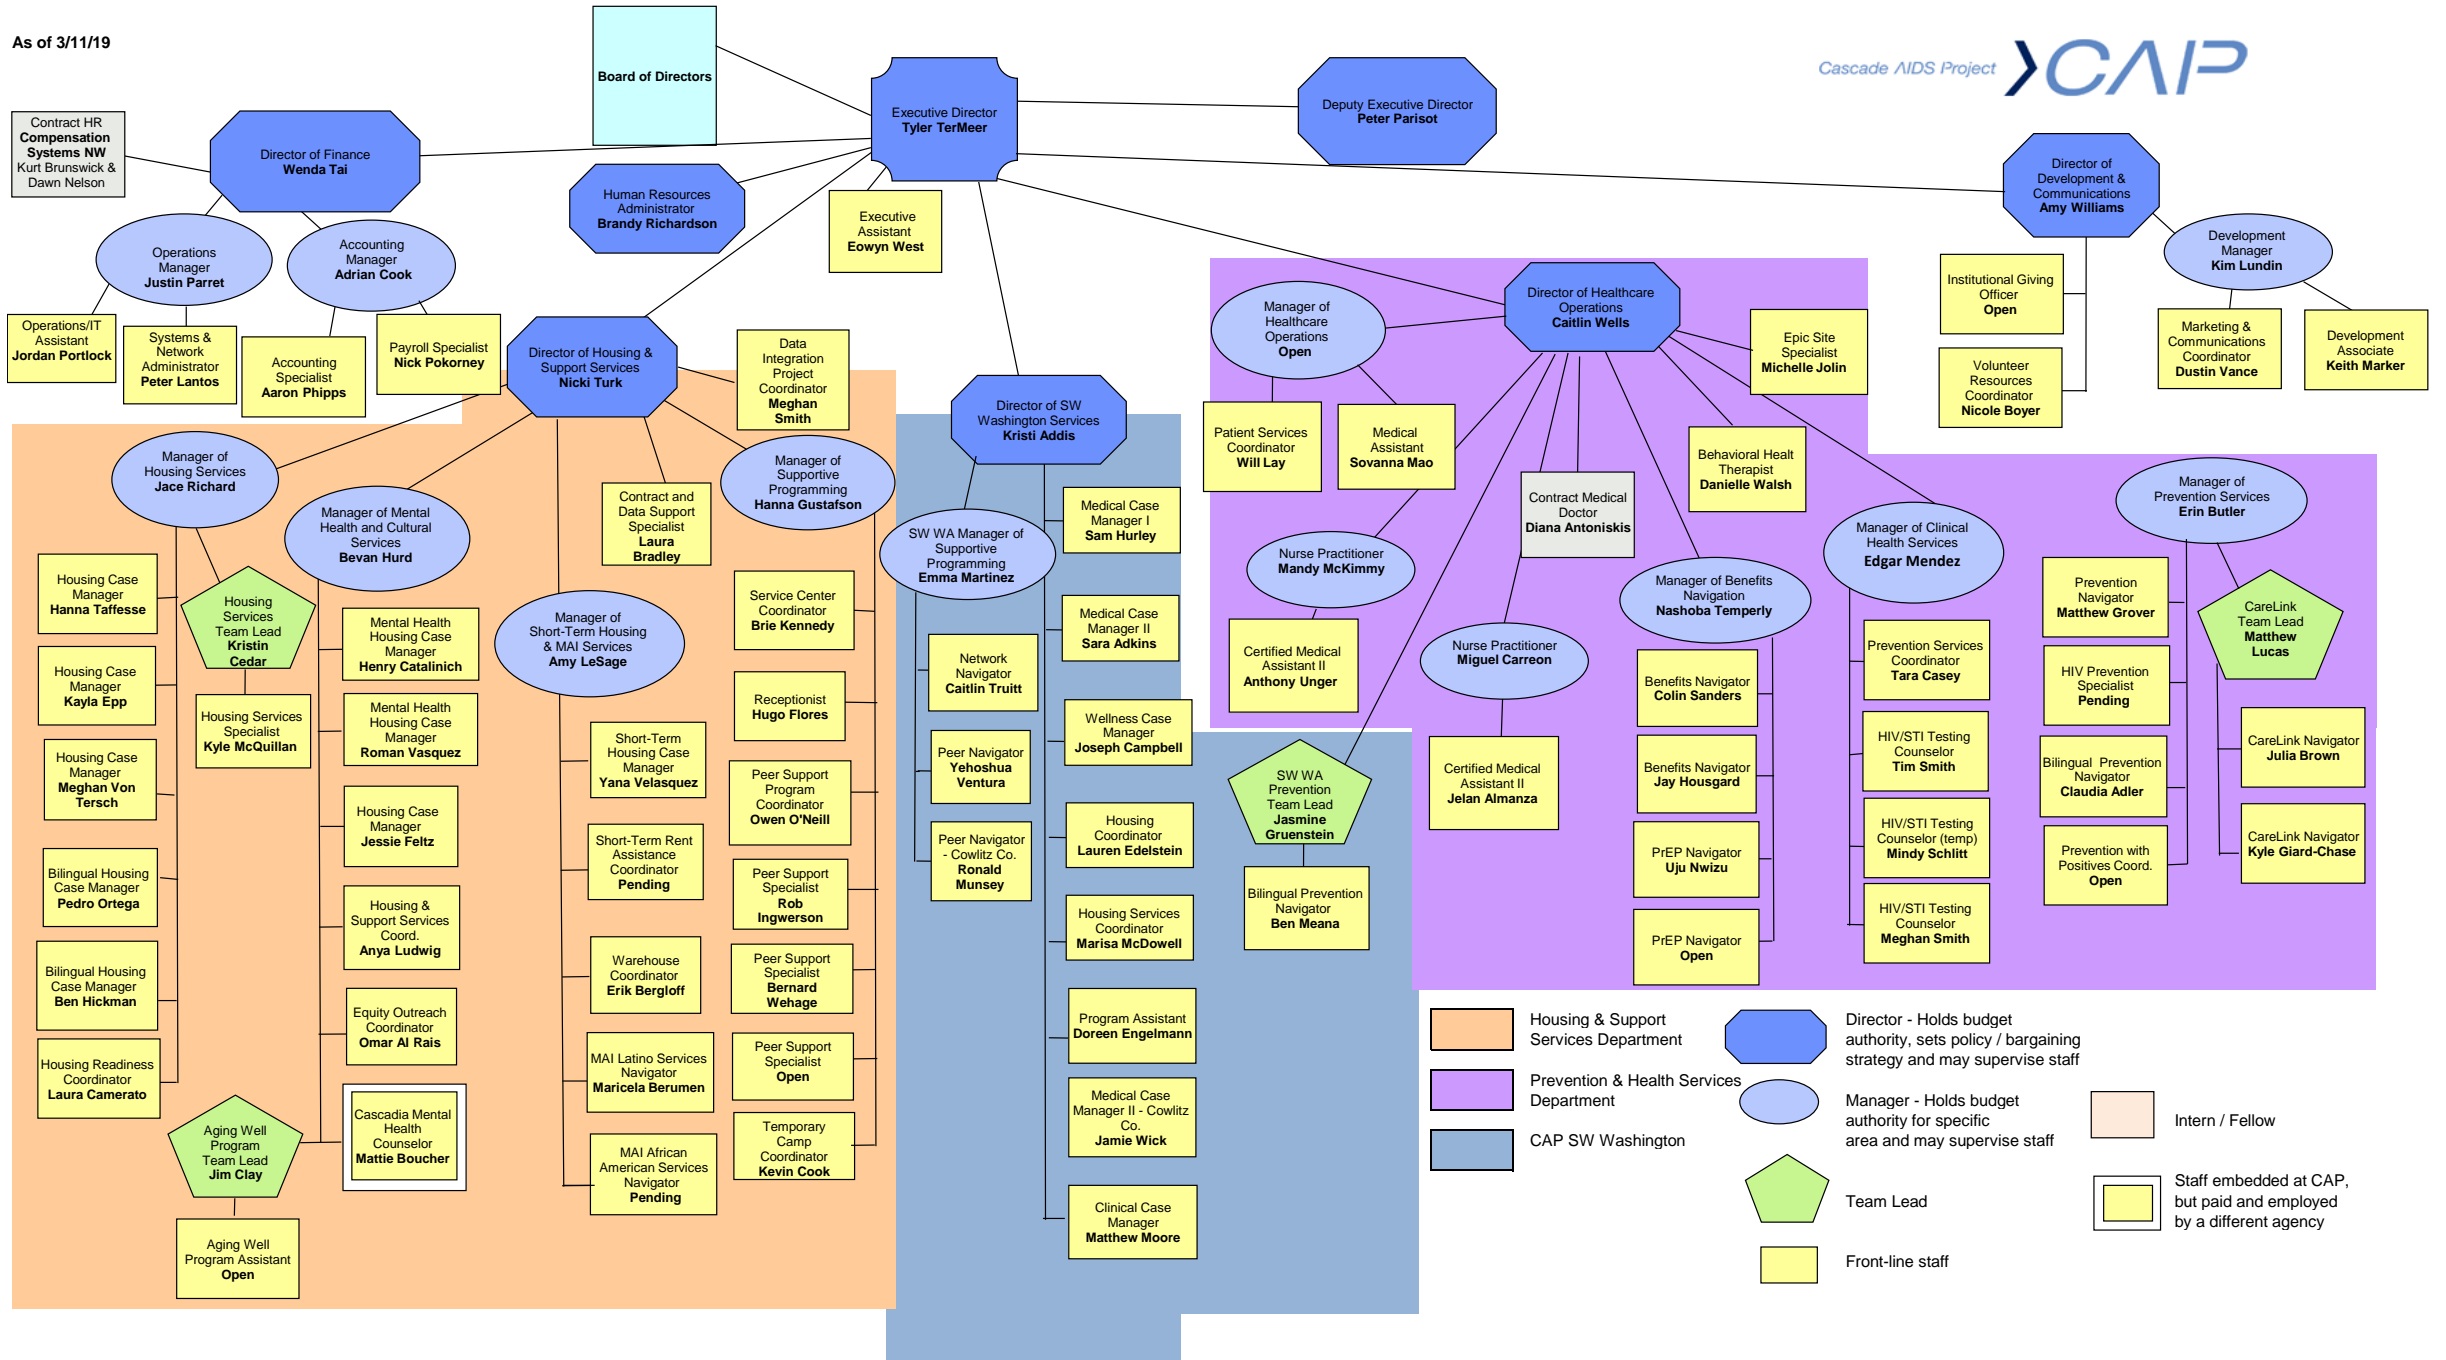 As of 3/11/19
Board of Directors
Executive Director
Tyler TerMeer
Deputy Executive Director
Peter Parisot
Cascade AIDS Project
CAP
Contract HR
Compensation
Systems NW
Kurt Brunswick &
Dawn Nelson
Director of Finance
Wenda Tai
Human Resources
Administrator
Brandy Richardson
Executive
Assistant
Eowyn West
Director of
Development &
Communications
Amy Williams
Operations
Manager
Justin Parret
Accounting
Manager
Adrian Cook
Development
Manager
Kim Lundin
Institutional Giving
Officer
Open
Volunteer
Resources
Coordinator
Nicole Boyer
Marketing &
Communications
Coordinator
Dustin Vance
Development
Associate
Keith Marker
Operations/IT
Assistant
Jordan Portlock
Systems &
Network
Administrator
Peter Lantos
Accounting
Specialist
Aaron Phipps
Payroll Specialist
Nick Pokorney
Director of Housing &
Support Services
Nicki Turk
Data
Integration
Project
Coordinator
Meghan
Smith
Director of SW
Washington Services
Kristi Addis
Manager of
Healthcare
Operations
Open
Director of Healthcare
Operations
Caitlin Wells
Epic Site
Specialist
Michelle Jolin
Patient Services
Coordinator
Will Lay
Medical
Assistant
Sovanna Mao
Behavioral Healt
Therapist
Danielle Walsh
Contract Medical
Doctor
Diana Antoniskis
Manager of
Housing Services
Jace Richard
Manager of Mental
Health and Cultural
Services
Bevan Hurd
Contract and
Data Support
Specialist
Laura
Bradley
Manager of
Supportive
Programming
Hanna Gustafson
SW WA Manager of
Supportive
Programming
Emma Martinez
Medical Case
Manager I
Sam Hurley
Nurse Practitioner
Mandy McKimmy
Manager of Benefits
Navigation
Nashoba Temperly
Manager of Clinical
Health Services
Edgar Mendez
Manager of
Prevention Services
Erin Butler
Housing Case
Manager
Hanna Taffesse
Housing
Services
Team Lead
Kristin
Cedar
Housing Case
Manager
Kayla Epp
Housing Services
Specialist
Kyle McQuillan
Housing Case
Manager
Meghan Von
Tersch
Bilingual Housing
Case Manager
Pedro Ortega
Bilingual Housing
Case Manager
Ben Hickman
Housing Readiness
Coordinator
Laura Camerato
Mental Health
Housing Case
Manager
Henry Catalinich
Mental Health
Housing Case
Manager
Roman Vasquez
Housing Case
Manager
Jessie Feltz
Housing &
Support Services
Coord.
Anya Ludwig
Equity Outreach
Coordinator
Omar Al Rais
Cascadia Mental
Health
Counselor
Mattie Boucher
Aging Well
Program
Team Lead
Jim Clay
Aging Well
Program Assistant
Open
Manager of
Short-Term Housing
& MAI Services
Amy LeSage
Short-Term
Housing Case
Manager
Yana Velasquez
Short-Term Rent
Assistance
Coordinator
Pending
Warehouse
Coordinator
Erik Bergloff
MAI Latino Services
Navigator
Maricela Berumen
MAI African
American Services
Navigator
Pending
Service Center
Coordinator
Brie Kennedy
Receptionist
Hugo Flores
Peer Support
Program
Coordinator
Owen O'Neill
Peer Support
Specialist
Rob
Ingwerson
Peer Support
Specialist
Bernard
Wehage
Peer Support
Specialist
Open
Temporary
Camp
Coordinator
Kevin Cook
Network
Navigator
Caitlin Truitt
Peer Navigator
Yehoshua
Ventura
Peer Navigator
- Cowlitz Co.
Ronald
Munsey
Medical Case
Manager II
Sara Adkins
Wellness Case
Manager
Joseph Campbell
Housing
Coordinator
Lauren Edelstein
Housing Services
Coordinator
Marisa McDowell
Program Assistant
Doreen Engelmann
Medical Case
Manager II - Cowlitz
Co.
Jamie Wick
Clinical Case
Manager
Matthew Moore
Certified Medical
Assistant II
Anthony Unger
SW WA
Prevention
Team Lead
Jasmine
Gruenstein
Bilingual Prevention
Navigator
Ben Meana
Nurse Practitioner
Miguel Carreon
Certified Medical
Assistant II
Jelan Almanza
Benefits Navigator
Colin Sanders
Benefits Navigator
Jay Housgard
PrEP Navigator
Uju Nwizu
PrEP Navigator
Open
Prevention Services
Coordinator
Tara Casey
HIV/STI Testing
Counselor
Tim Smith
HIV/STI Testing
Counselor (temp)
Mindy Schlitt
HIV/STI Testing
Counselor
Meghan Smith
Prevention
Navigator
Matthew Grover
HIV Prevention
Specialist
Pending
Bilingual Prevention
Navigator
Claudia Adler
Prevention with
Positives Coord.
Open
CareLink
Team Lead
Matthew
Lucas
CareLink Navigator
Julia Brown
CareLink Navigator
Kyle Giard-Chase
Housing & Support
Services Department
Prevention & Health Services
Department
CAP SW Washington
Director - Holds budget
authority, sets policy / bargaining
strategy and may supervise staff
Manager - Holds budget
authority for specific
area and may supervise staff
Team Lead
Front-line staff
Intern / Fellow
Staff embedded at CAP,
but paid and employed
by a different agency